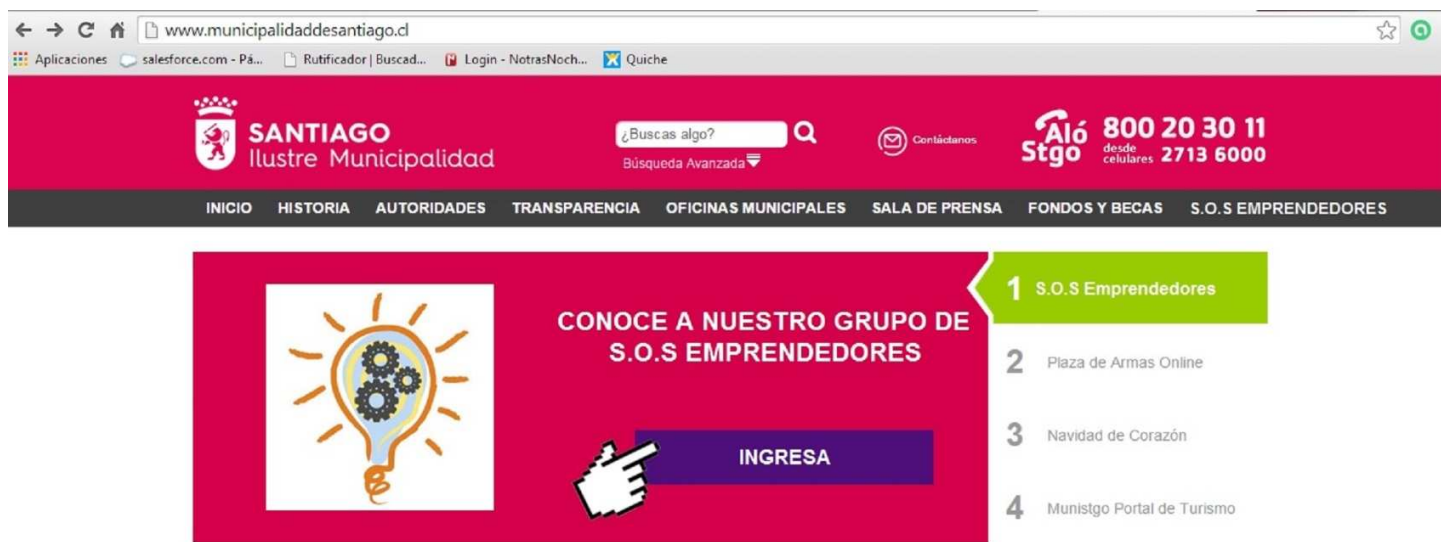 www.municipalidaddesantiago.cl
Aplicaciones salesforce.com - Pá... Rutificador | Buscad... Login - NotrasNoch... Quiche
SANTIAGO
Ilustre Municipalidad
¿Buscas algo?
Búsqueda Avanzada
Contáctanos
Aló
Stgo
800 20 30 11
desde
celulares 2713 6000
INICIO HISTORIA AUTORIDADES TRANSPARENCIA OFICINAS MUNICIPALES SALA DE PRENSA FONDOS Y BECAS S.O.S EMPRENDEDORES
CONOCE A NUESTRO GRUPO DE
S.O.S EMPRENDEDORES
INGRESA
1 S.O.S Emprendedores
2 Plaza de Armas Online
3 Navidad de Corazón
4 Munistgo Portal de Turismo